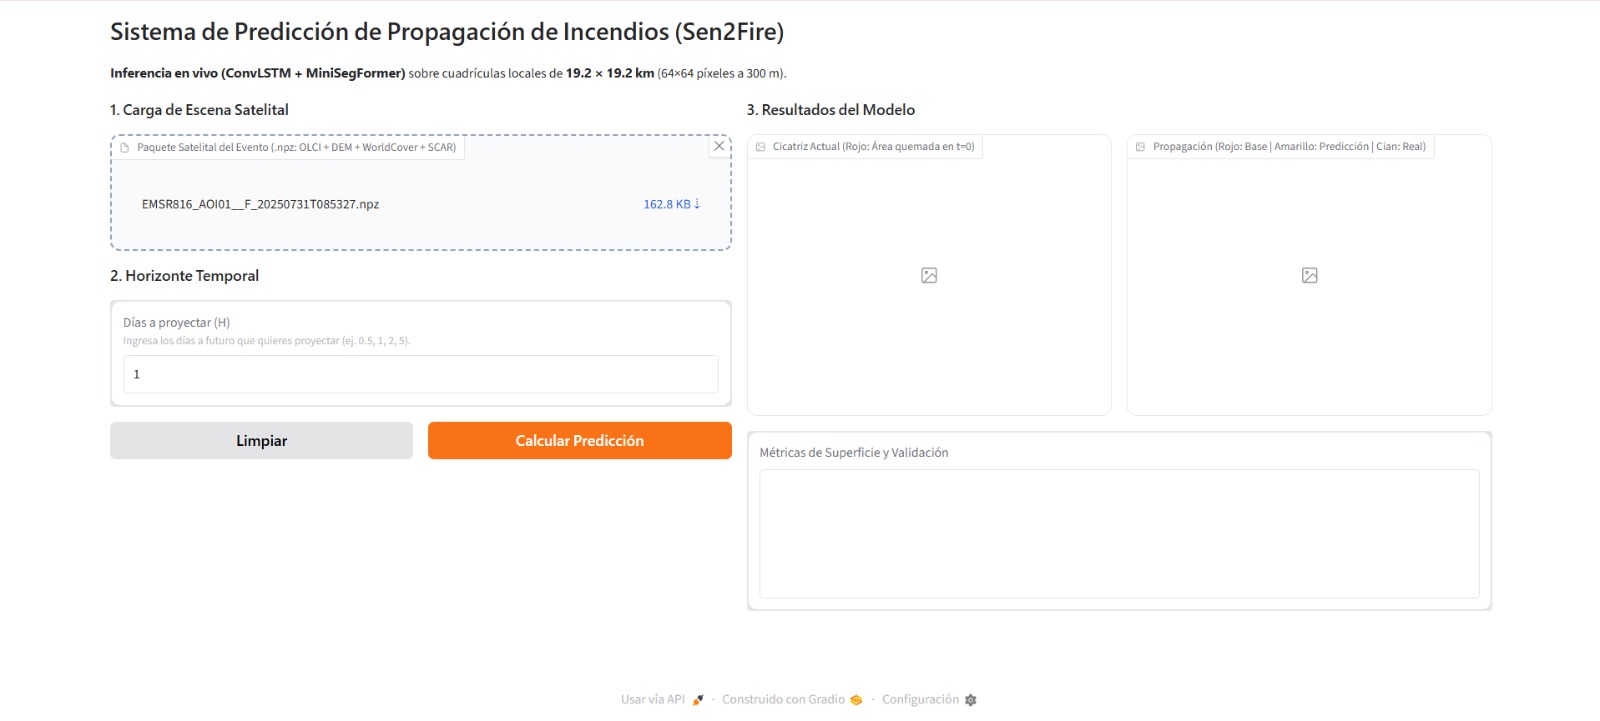 Sistema de Predicción de Propagación de Incendios (Sen2Fire)
Inferencia en vivo (ConvLSTM + MiniSegFormer) sobre cuadrículas locales de 19.2 × 19.2 km (64×64 píxeles a 300 m).
1. Carga de Escena Satelital
Paquete Satelital del Evento (.npz: OLCI + DEM + WorldCover + SCAR)
EMSR816_AOI01__F_20250731T085327.npz
162.8 KB ↓
2. Horizonte Temporal
Días a proyectar (H)
Ingresa los días a futuro que quieres proyectar (ej. 0.5, 1, 2, 5).
1
Limpiar
Calcular Predicción
3. Resultados del Modelo
Cicatriz Actual (Rojo: Área quemada en t=0)
Propagación (Rojo: Base | Amarillo: Predicción | Cian: Real)
Métricas de Superficie y Validación
Usar vía API · Construido con Gradio · Configuración